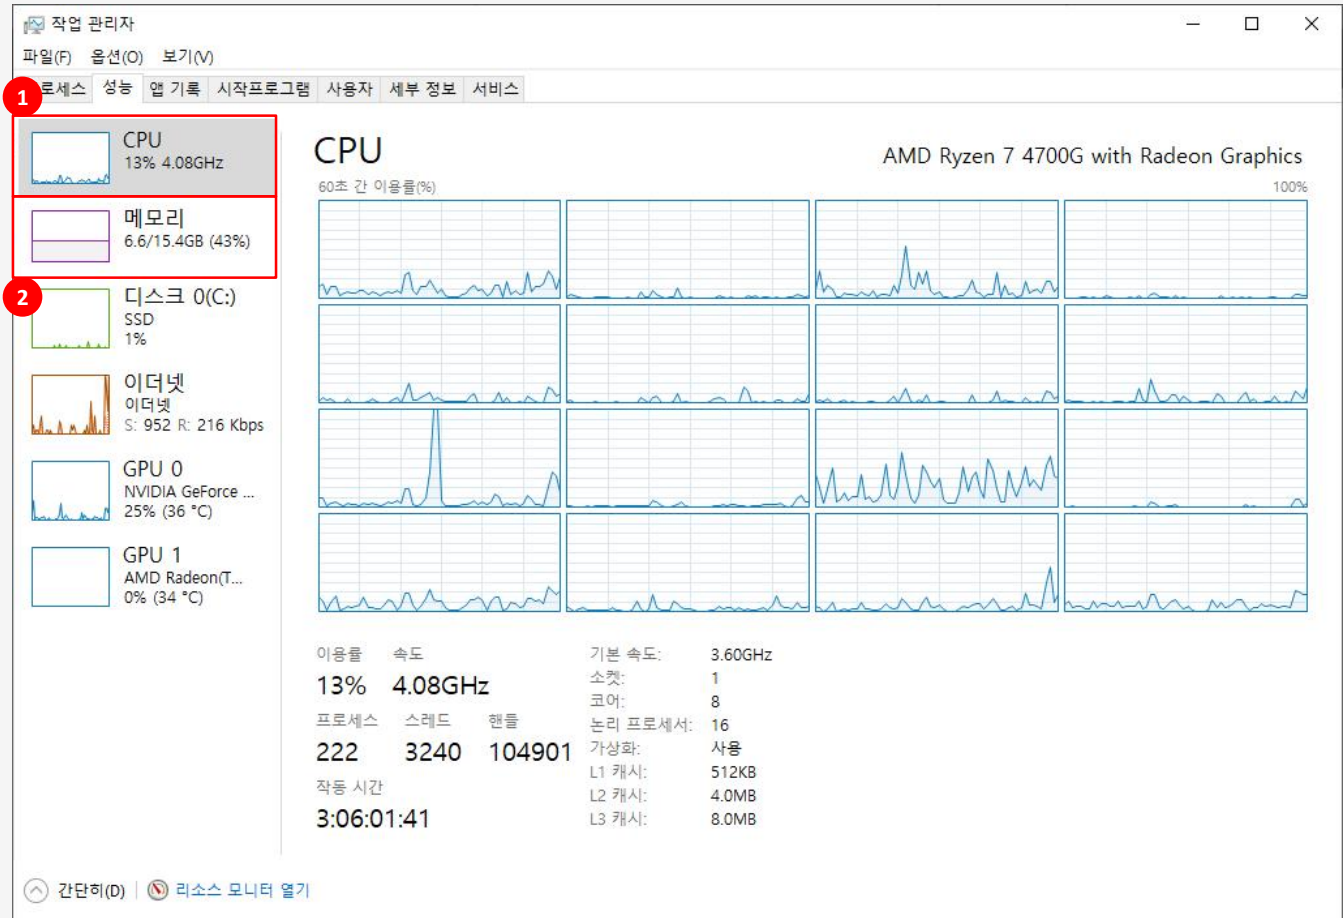 작업 관리자
파일(F) 옵션(O) 보기(V)
1
로세스 성능 앱 기록 시작프로그램 사용자 세부 정보 서비스
CPU
13% 4.08GHz
메모리
6.6/15.4GB (43%)
2
디스크 0(C:)
SSD
1%
이더넷
이더넷
S: 952 R: 216 Kbps
GPU 0
NVIDIA GeForce ...
25% (36 °C)
GPU 1
AMD Radeon(T...
0% (34 °C)
CPU
AMD Ryzen 7 4700G with Radeon Graphics
60초 간 이용률(%)
100%
이용률 속도
13% 4.08GHz
프로세스 스레드 핸들
222 3240 104901
작동 시간
3:06:01:41
기본 속도: 3.60GHz
소켓: 1
코어: 8
논리 프로세서: 16
가상화: 사용
L1 캐시: 512KB
L2 캐시: 4.0MB
L3 캐시: 8.0MB
간단히(D)
리소스 모니터 열기